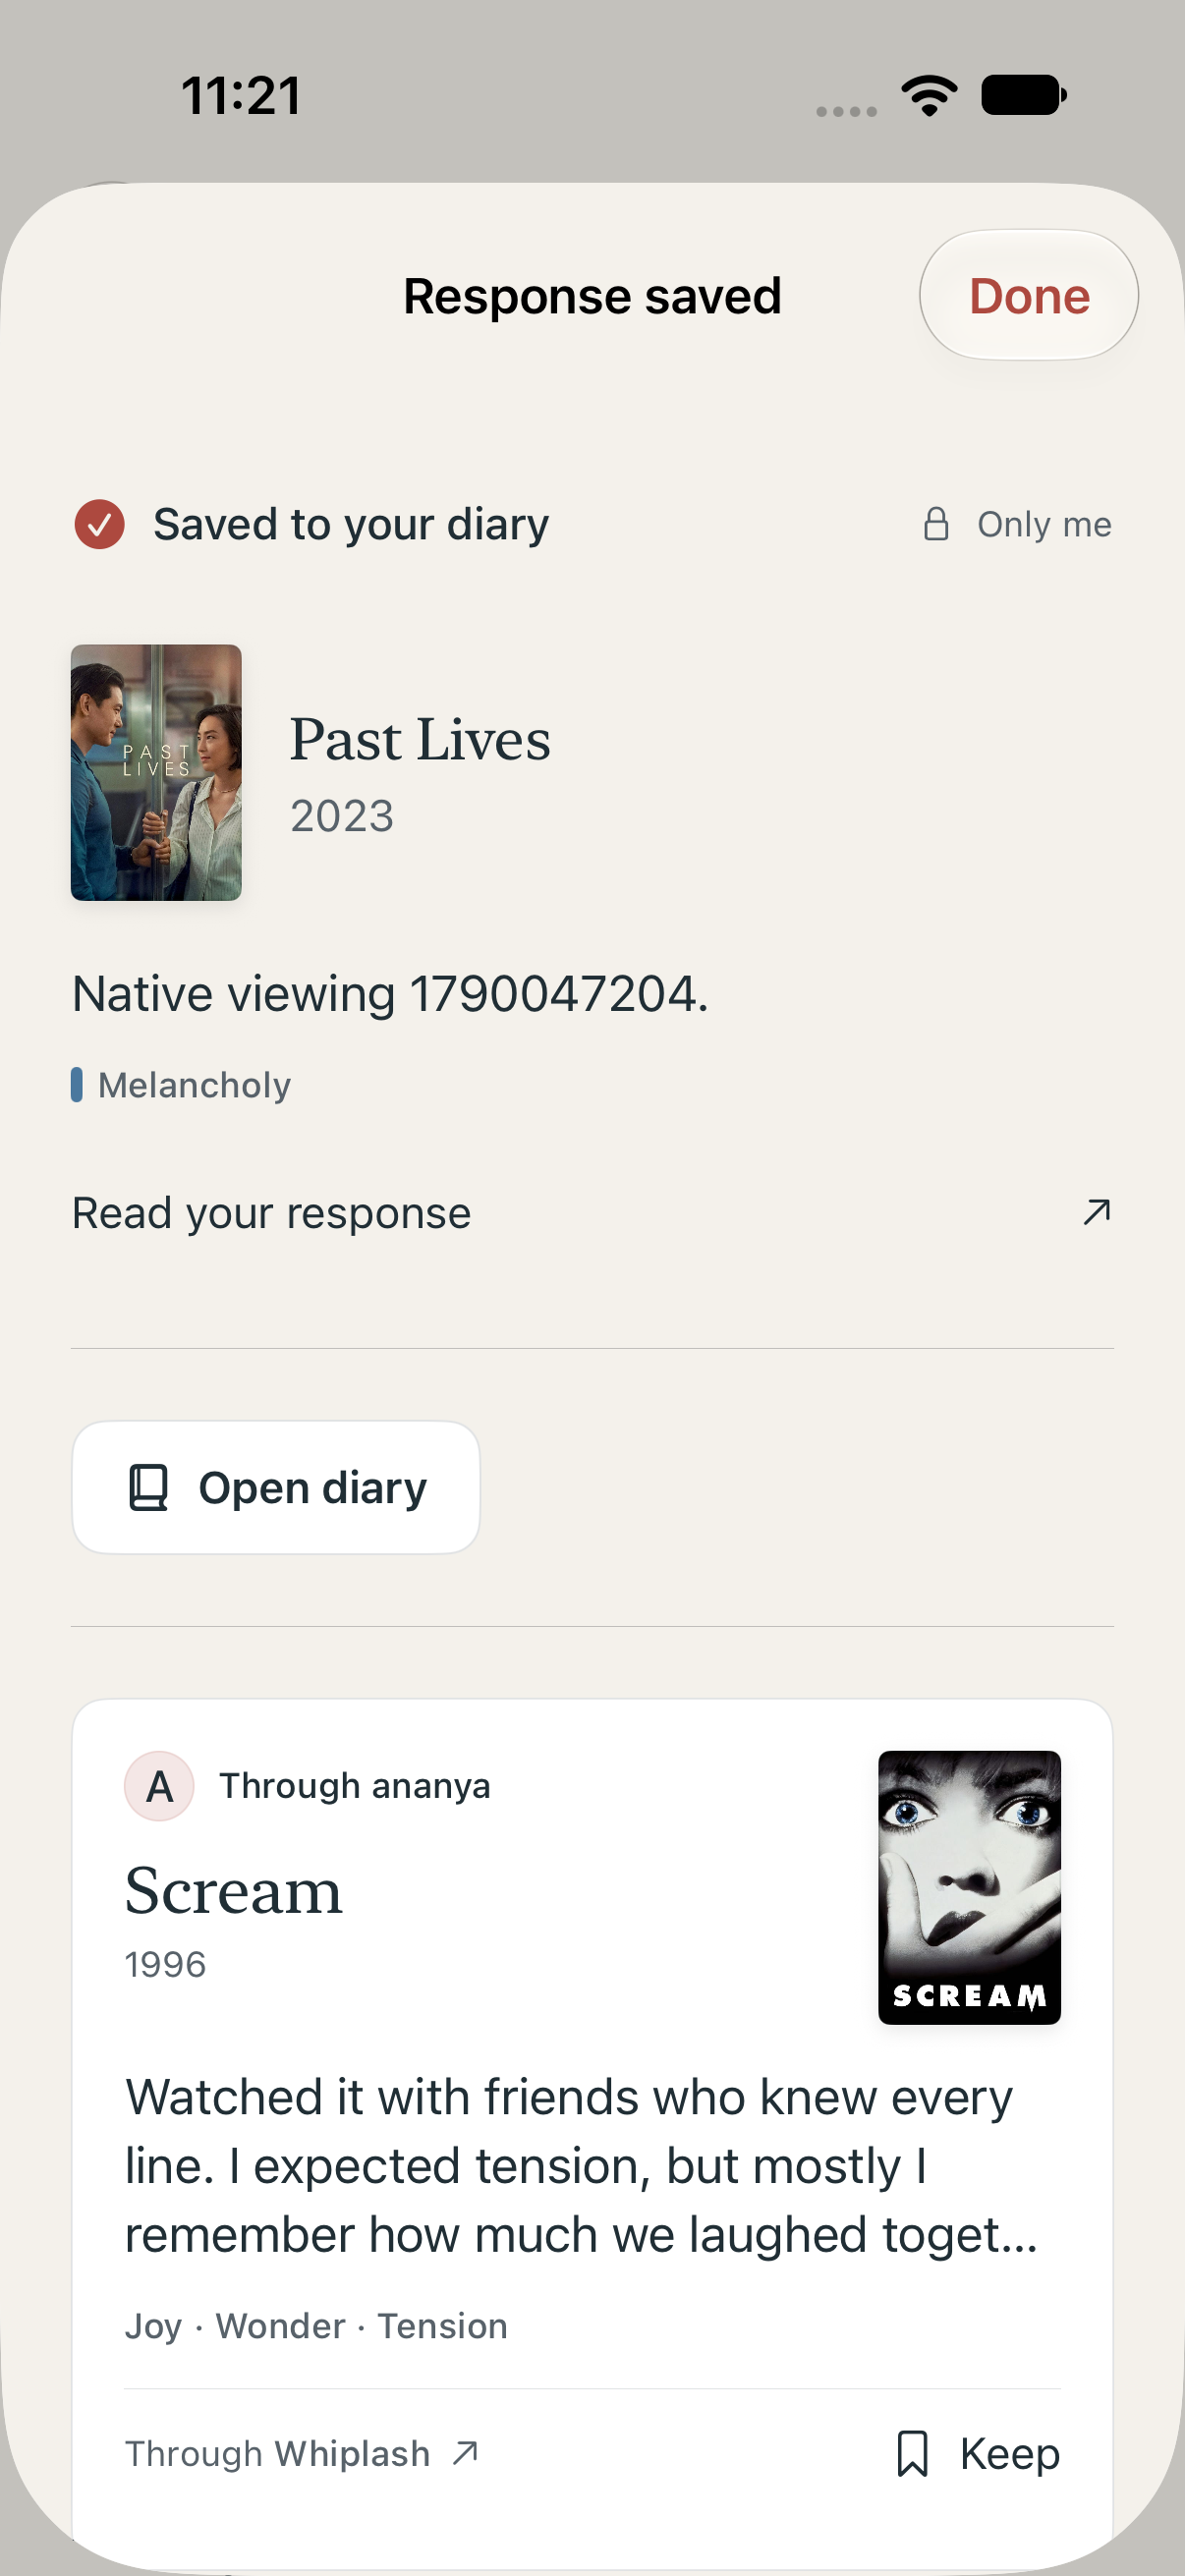 11:21
Response saved
Done
Saved to your diary
Only me
PAST
LIVES
Past Lives
2023
Native viewing 1790047204.
Melancholy
Read your response
Open diary
A
Through ananya
Scream
1996
SCREAM
Watched it with friends who knew every
line. I expected tension, but mostly I
remember how much we laughed toget...
Joy · Wonder · Tension
Through Whiplash
Keep